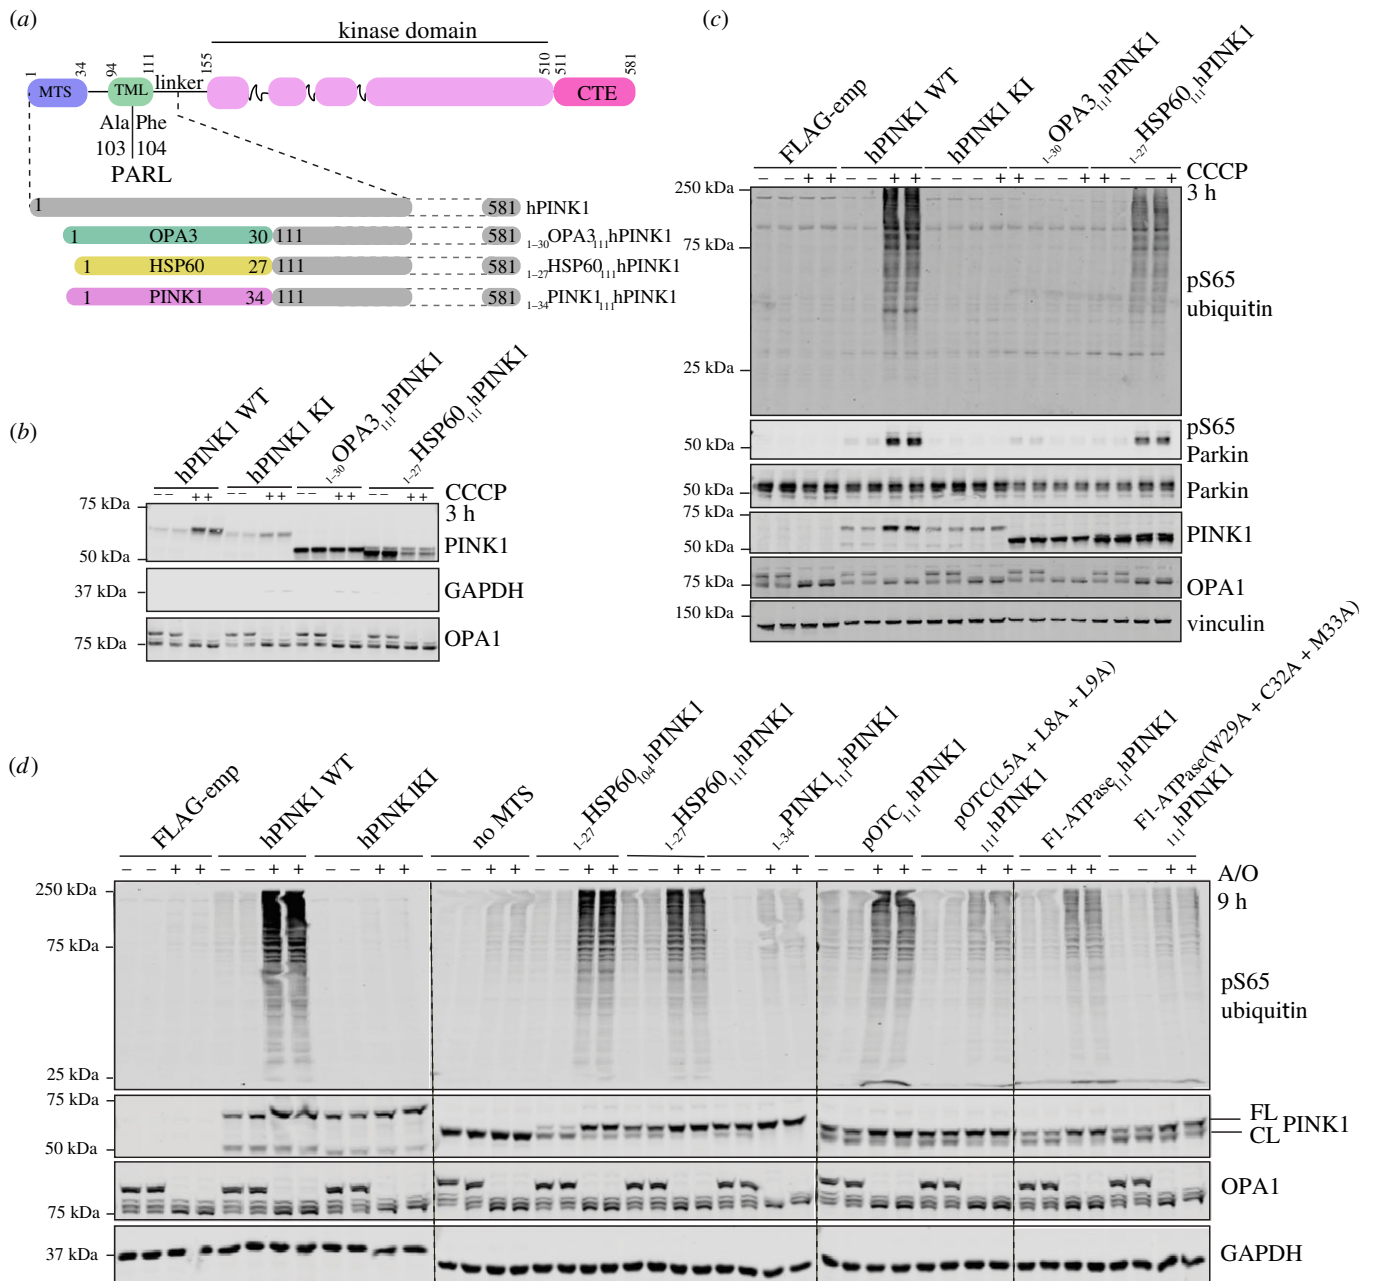 (a)
kinase domain
1 34 94 111 155 510 511 581
MTS TML linker CTE
Ala Phe
103 104
PARL
1 581 hPINK1
1 OPA3 30 111 581 1–30OPA3111hPINK1
1 HSP60 27 111 581 1–27HSP60111hPINK1
1 PINK1 34 111 581 1–34PINK1111hPINK1
(b)
hPINK1 WT hPINK1 KI 1–30OPA3111hPINK1 1–27HSP60111hPINK1
– – + + – – + + – – + + – – + + CCCP
75 kDa 3 h
50 kDa PINK1
37 kDa GAPDH
75 kDa OPA1
(c)
FLAG-emp hPINK1 WT hPINK1 KI 1–30OPA3111hPINK1 1–27HSP60111hPINK1
– – + + – – + + – – – + + – – + + – – + CCCP
250 kDa 3 h
75 kDa
pS65
ubiquitin
25 kDa
pS65
50 kDa Parkin
50 kDa Parkin
75 kDa
50 kDa PINK1
75 kDa OPA1
150 kDa vinculin
(d)
FLAG-emp hPINK1 WT hPINK1KI no MTS 1–27HSP60104hPINK1 1–27HSP60111hPINK1 1–34PINK1111hPINK1 pOTC111hPINK1 pOTC(L5A + L8A + L9A) 111hPINK1 F1-ATPase111hPINK1 F1-ATPase(W29A + C32A + M33A) 111hPINK1
– – + + – – + + – – + + – – + + – – + + – – + + – – + + – – + + – – + + – – + + – – + + A/O
250 kDa 9 h
75 kDa
pS65
ubiquitin
25 kDa
75 kDa FL
PINK1
50 kDa CL
75 kDa OPA1
37 kDa GAPDH